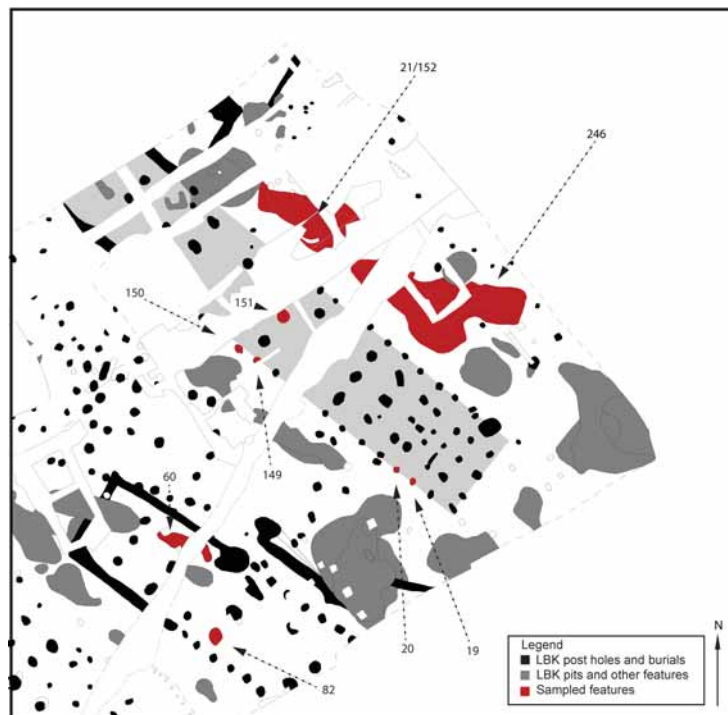 21/152
246
150
151
149
60
20
19
82
N
Legend
LBK post holes and burials
LBK pits and other features
Sampled features